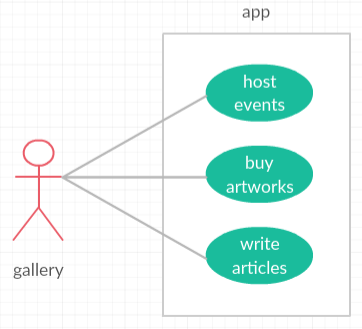 app
host
events
buy
artworks
write
articles
gallery